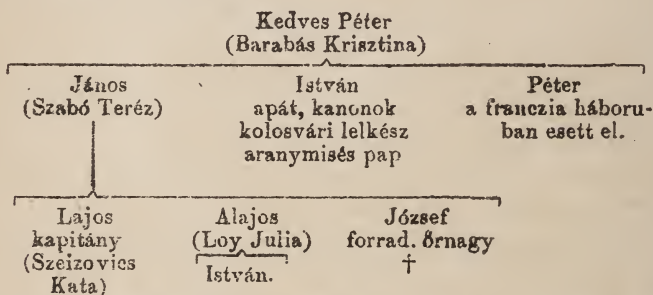 Kedves Péter
(Barabás Krisztina)
János István Péter
(Szabó Teréz) apát, kanonok a franczia háboru-
kolosvári lelkész ban esett el.
aranymisés pap
Lajos Alajos József
kapitány (Loy Julia) forrad. őrnagy
(Szeizovics István. †
Kata)